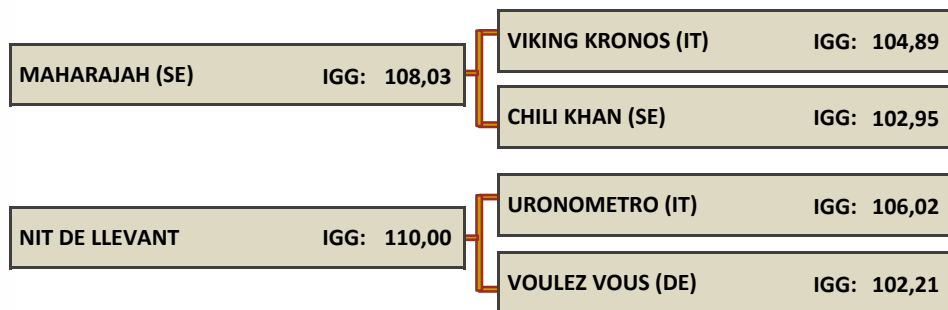 VIKING KRONOS (IT) IGG: 104,89
MAHARAJAH (SE) IGG: 108,03
CHILI KHAN (SE) IGG: 102,95
URONOMETRO (IT) IGG: 106,02
NIT DE LLEVANT IGG: 110,00
VOULEZ VOUS (DE) IGG: 102,21